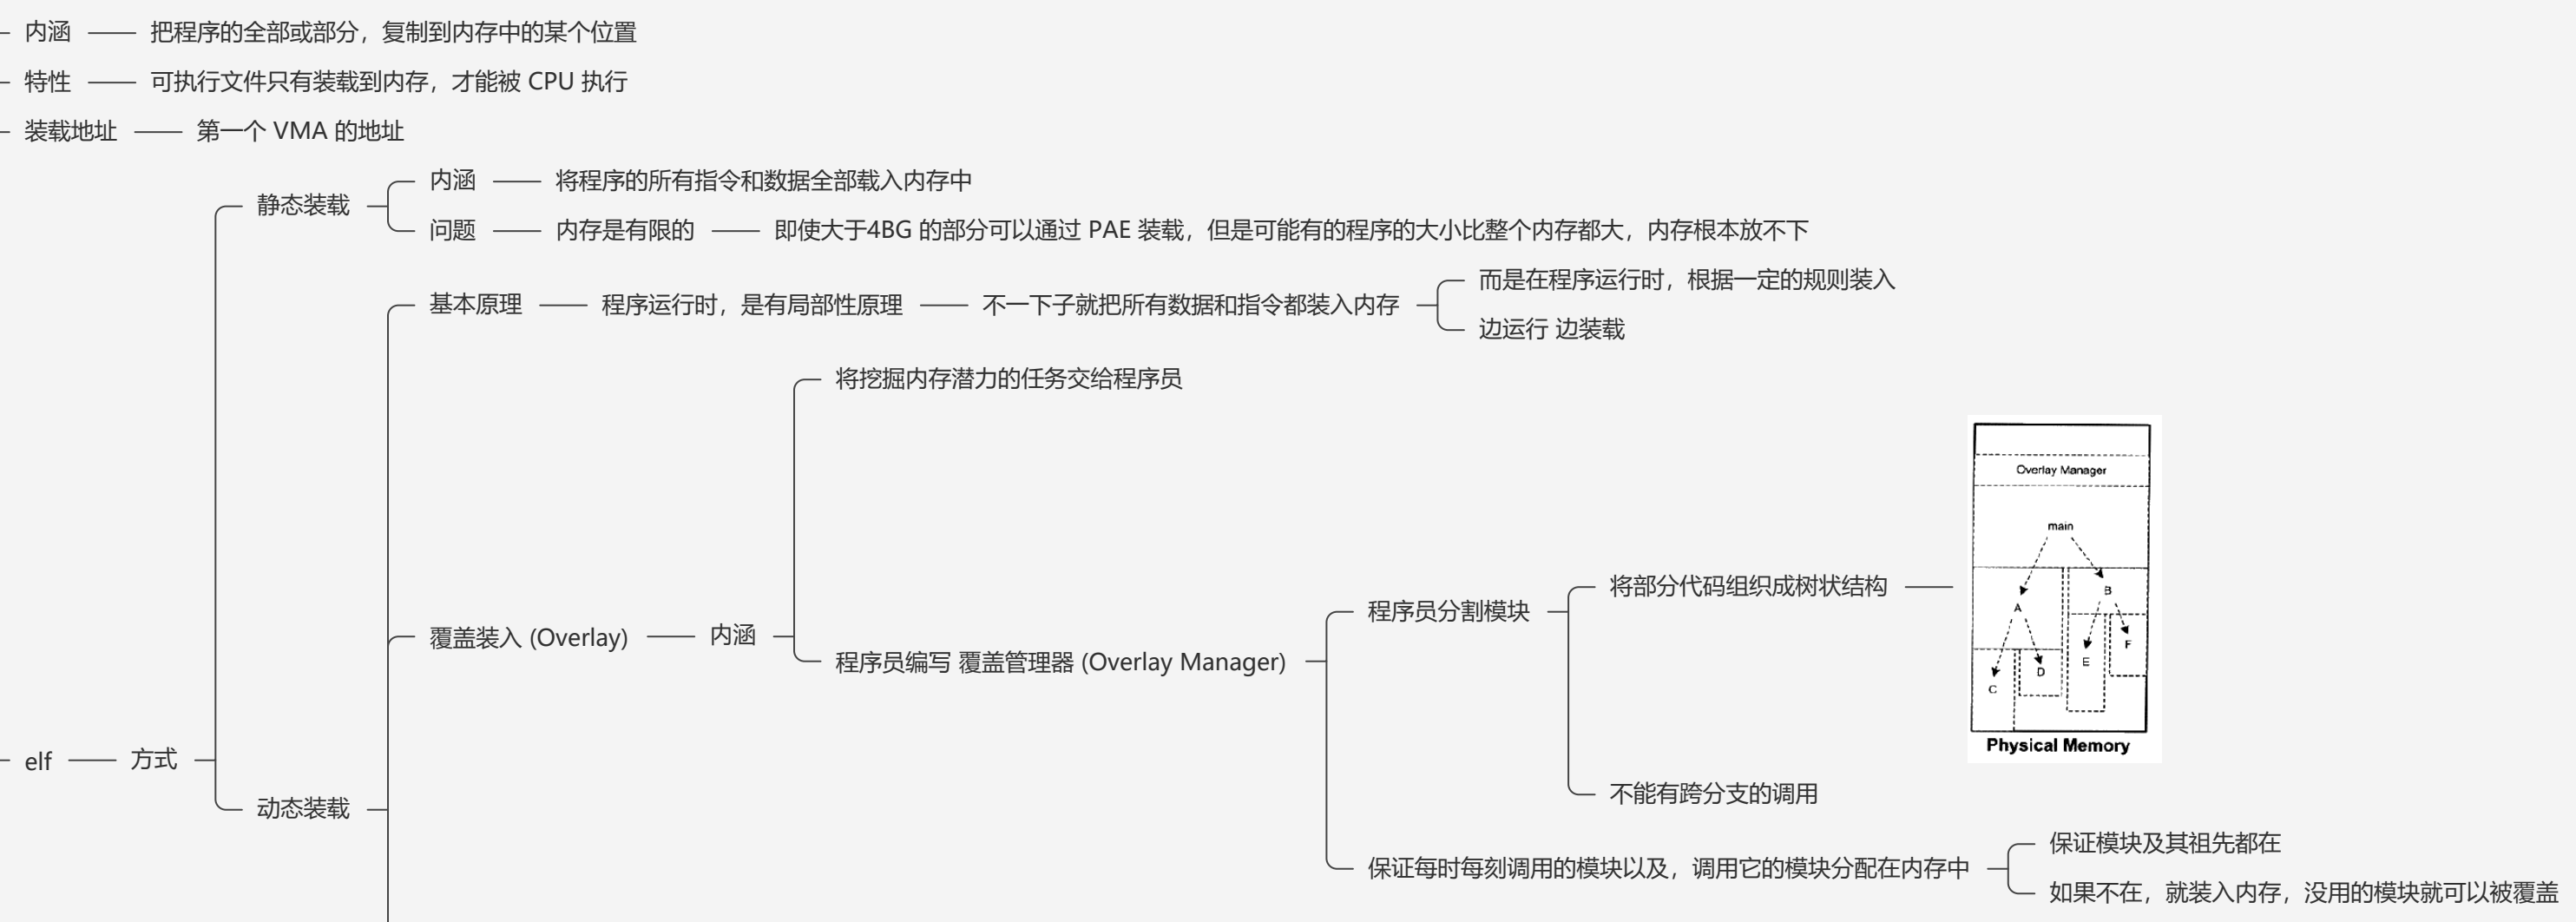 内涵
把程序的全部或部分，复制到内存中的某个位置
特性
可执行文件只有装载到内存，才能被 CPU 执行
装载地址
第一个 VMA 的地址
elf
方式
静态装载
内涵
将程序的所有指令和数据全部载入内存中
问题
内存是有限的
即使大于4BG 的部分可以通过 PAE 装载，但是可能有的程序的大小比整个内存都大，内存根本放不下
动态装载
基本原理
程序运行时，是有局部性原理
不一下子就把所有数据和指令都装入内存
而是在程序运行时，根据一定的规则装入
边运行 边装载
覆盖装入 (Overlay)
内涵
将挖掘内存潜力的任务交给程序员
程序员编写 覆盖管理器 (Overlay Manager)
程序员分割模块
将部分代码组织成树状结构
Overlay Manager
main
A
B
C
D
E
F
Physical Memory
不能有跨分支的调用
保证每时每刻调用的模块以及，调用它的模块分配在内存中
保证模块及其祖先都在
如果不在，就装入内存，没用的模块就可以被覆盖